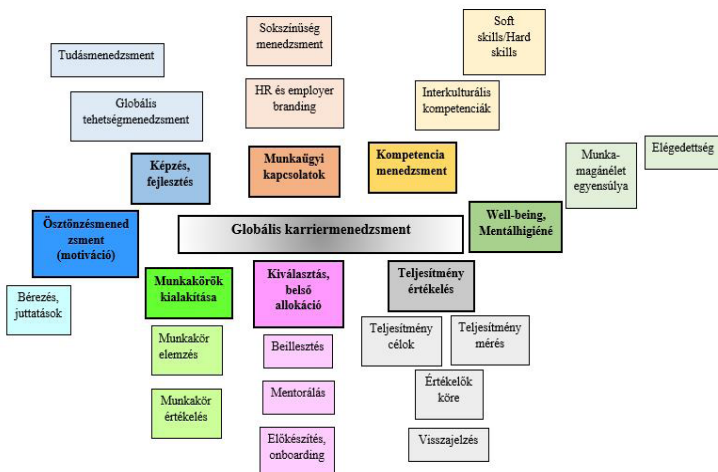 Soft
skills/Hard
skills
Sokszínűség
menedzsment
Tudásmenedzsment
HR és employer
branding
Interkulturális
kompetenciák
Globális
tehetségmenedzsment
Elégedettség
Munka-
magánélet
egyensúlya
Képzés,
fejlesztés
Munkaűgyi
kapcsolatok
Kompetencia
menedzsment
Well-being,
Mentálhigiéné
Ösztönzésmened
zsment
(motiváció)
Globális karriermenedzsment
Munkakörök
kialakítása
Kiválasztás,
belső
allokáció
Teljesítmény
értékelés
Bérezés,
juttatások
Munkakör
elemzés
Beillesztés
Teljesítmény
célok
Teljesítmény
mérés
Munkakör
értékelés
Mentorálás
Értékelők
köre
Előkészítés,
onboarding
Visszajelzés